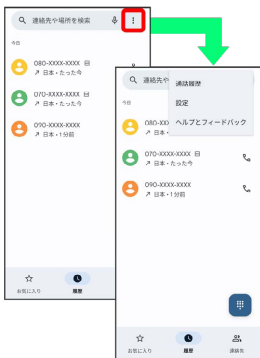 連絡先や場所を検索
今日
080-XXXX-XXXX
日本・たった今
070-XXXX-XXXX
日本・たった今
090-XXXX-XXXX
日本・1分前
お気に入り
履歴
連絡先や
通話履歴
設定
ヘルプとフィードバック
今日
080-XX
日本・
070-XXXX-XXXX
日本・たった今
090-XXXX-XXXX
日本・1分前
お気に入り
履歴
連絡先